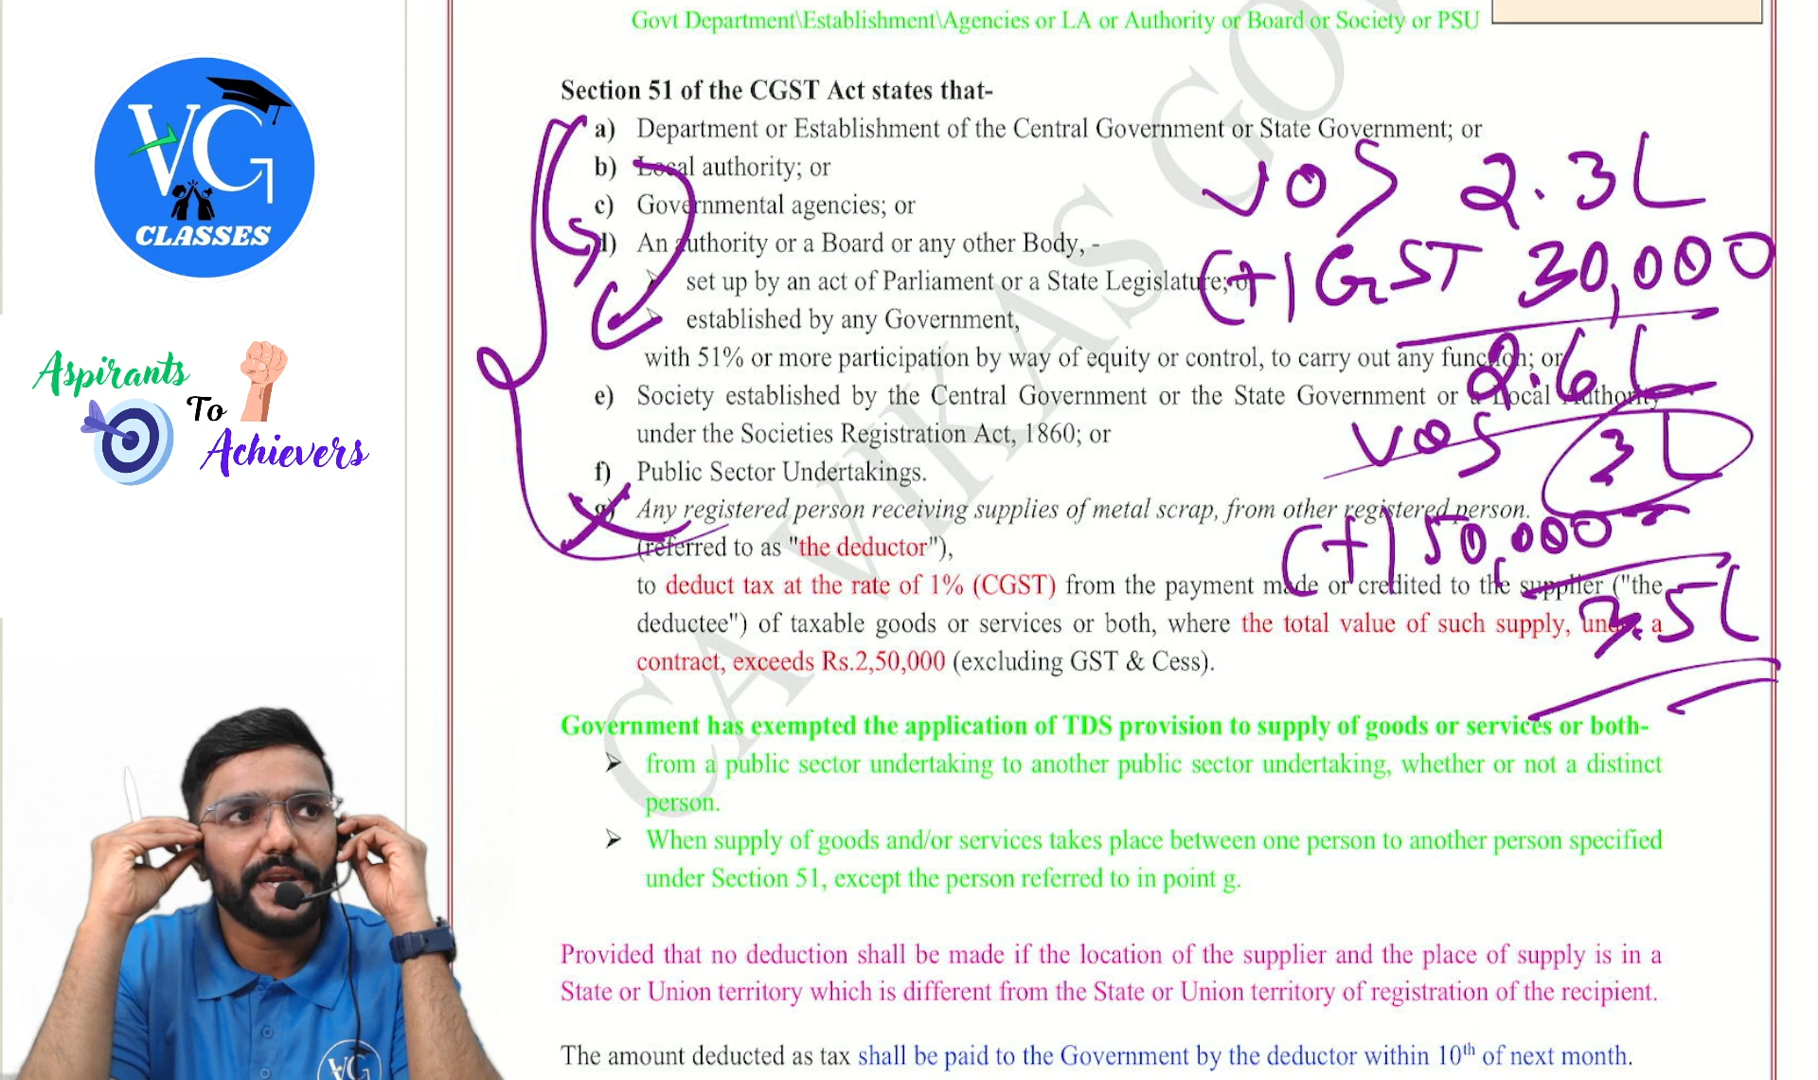 Govt Department\Establishment\Agencies or LA or Authority or Board or Society or PSU
VG
CLASSES
Aspirants
To
Achievers
Section 51 of the CGST Act states that-
a) Department or Establishment of the Central Government or State Government; or
b) Local authority; or
c) Governmental agencies; or
d) An authority or a Board or any other Body, -
set up by an act of Parliament or a State Legislature; or
established by any Government,
with 51% or more participation by way of equity or control, to carry out any function; or
e) Society established by the Central Government or the State Government or a Local Authority
under the Societies Registration Act, 1860; or
f) Public Sector Undertakings.
g) Any registered person receiving supplies of metal scrap, from other registered person.
(referred to as "the deductor"),
to deduct tax at the rate of 1% (CGST) from the payment made or credited to the supplier ("the
deductee") of taxable goods or services or both, where the total value of such supply, under a
contract, exceeds Rs.2,50,000 (excluding GST & Cess).
VOS 2.3L
(+) GST 30,000
2.6L
VOS 3L
(+) 50,000
3.5L
Government has exempted the application of TDS provision to supply of goods or services or both-
➢ from a public sector undertaking to another public sector undertaking, whether or not a distinct
person.
➢ When supply of goods and/or services takes place between one person to another person specified
under Section 51, except the person referred to in point g.
Provided that no deduction shall be made if the location of the supplier and the place of supply is in a
State or Union territory which is different from the State or Union territory of registration of the recipient.
The amount deducted as tax shall be paid to the Government by the deductor within 10th of next month.
CA VIKAS GOW
VG